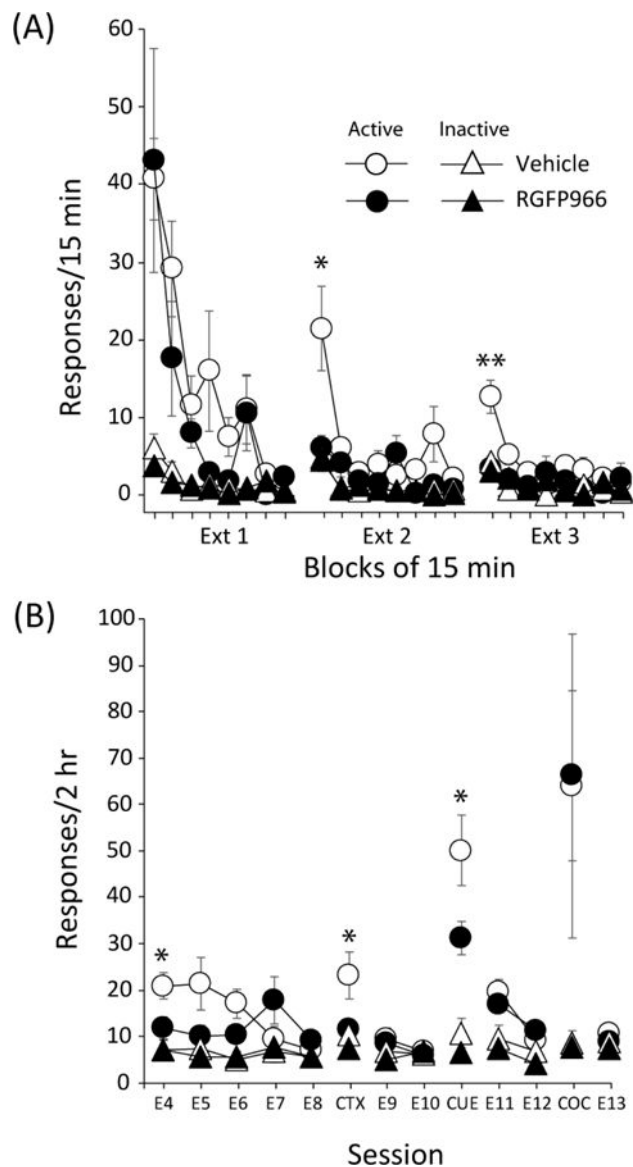 (A)
60
50
40
30
20
10
0
Responses/15 min
Active Inactive
Vehicle
RGFP966
*
**
Ext 1 Ext 2 Ext 3
Blocks of 15 min
(B)
100
90
80
70
60
50
40
30
20
10
0
Responses/2 hr
*
*
*
E4 E5 E6 E7 E8 CTX E9 E10 CUE E11 E12 COC E13
Session